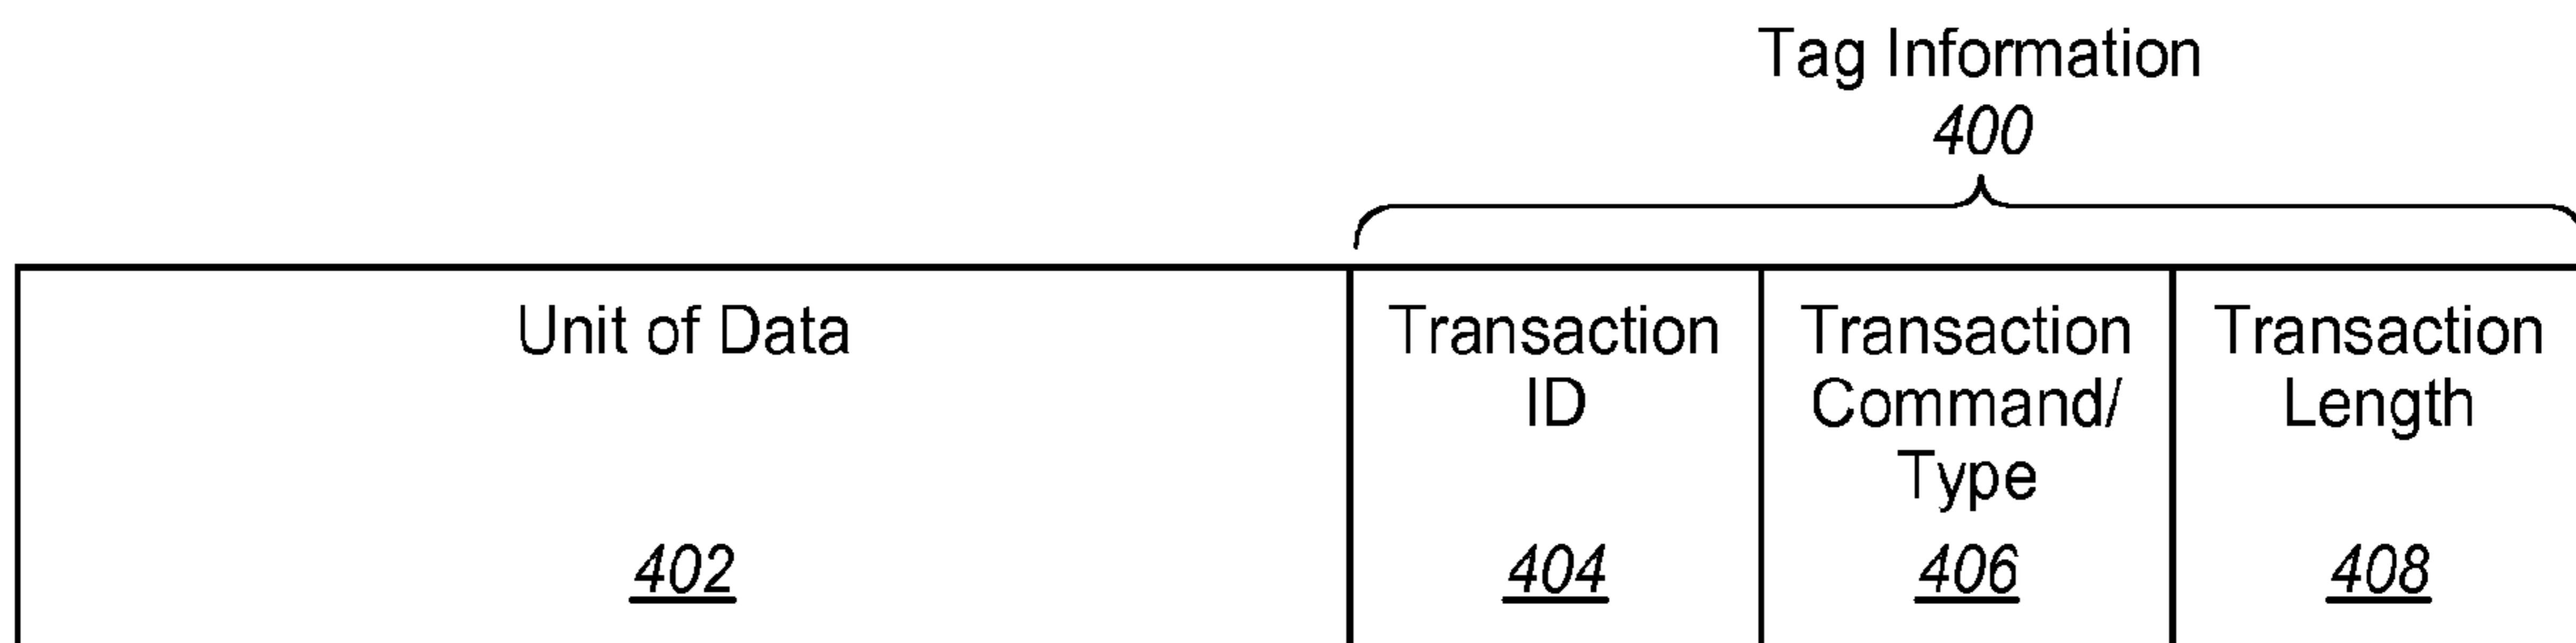 Tag Information
400
Unit of Data
402
Transaction
ID
404
Transaction
Command/
Type
406
Transaction
Length
408